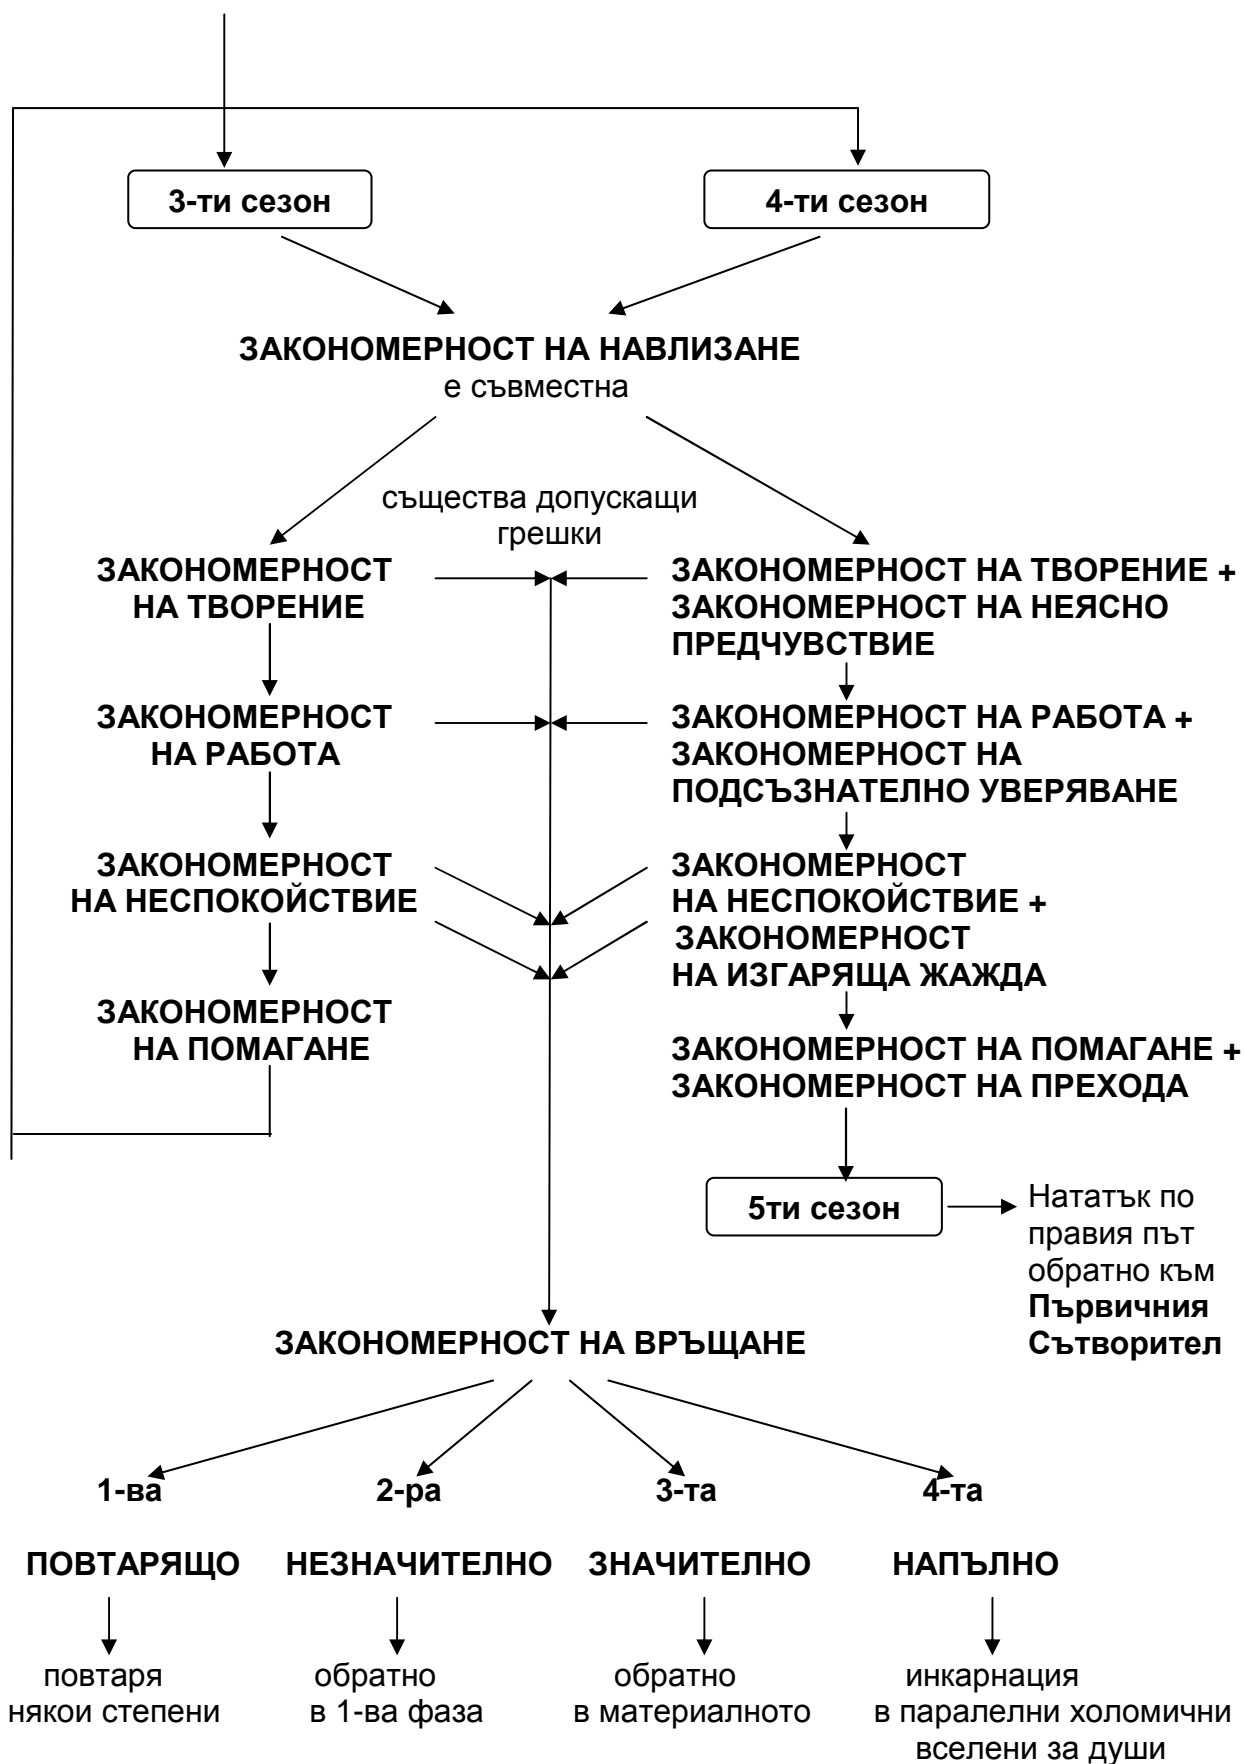 3-ти сезон
4-ти сезон
ЗАКОНОМЕРНОСТ НА НАВЛИЗАНЕ
е съвместна
същества допускащи
грешки
ЗАКОНОМЕРНОСТ
НА ТВОРЕНИЕ
ЗАКОНОМЕРНОСТ НА ТВОРЕНИЕ +
ЗАКОНОМЕРНОСТ НА НЕЯСНО
ПРЕДЧУВСТВИЕ
ЗАКОНОМЕРНОСТ
НА РАБОТА
ЗАКОНОМЕРНОСТ НА РАБОТА +
ЗАКОНОМЕРНОСТ НА
ПОДСЪЗНАТЕЛНО УВЕРЯВАНЕ
ЗАКОНОМЕРНОСТ
НА НЕСПОКОЙСТВИЕ
ЗАКОНОМЕРНОСТ
НА НЕСПОКОЙСТВИЕ +
ЗАКОНОМЕРНОСТ
НА ИЗГАРЯЩА ЖАЖДА
ЗАКОНОМЕРНОСТ
НА ПОМАГАНЕ
ЗАКОНОМЕРНОСТ НА ПОМАГАНЕ +
ЗАКОНОМЕРНОСТ НА ПРЕХОДА
5ти сезон
Нататък по
правия път
обратно към
Първичния
Сътворител
ЗАКОНОМЕРНОСТ НА ВРЪЩАНЕ
1-ва
2-ра
3-та
4-та
ПОВТАРЯЩО
НЕЗНАЧИТЕЛНО
ЗНАЧИТЕЛНО
НАПЪЛНО
повтаря
някои степени
обратно
в 1-ва фаза
обратно
в материалното
инкарнация
в паралелни холомични
вселени за души